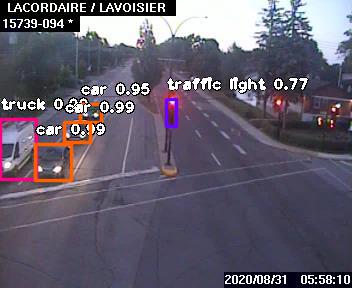 LACORDAIRE / LAVOISIER
15739-094 *
car 0.95
traffic light 0.77
truck
car 0.99
car 0.99
2020/08/31 05:58:10